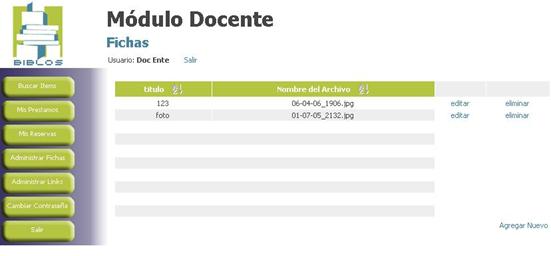 BIBLOS
Módulo Docente
Fichas
Usuario: Doc Ente Salir
Buscar Items
Mis Prestamos
Mis Reservas
Administrar Fichas
Administrar Links
Cambiar Contraseña
Salir
titulo Nombre del Archivo
123 06-04-06_1906.jpg editar eliminar
foto 01-07-05_2132.jpg editar eliminar
Agregar Nuevo